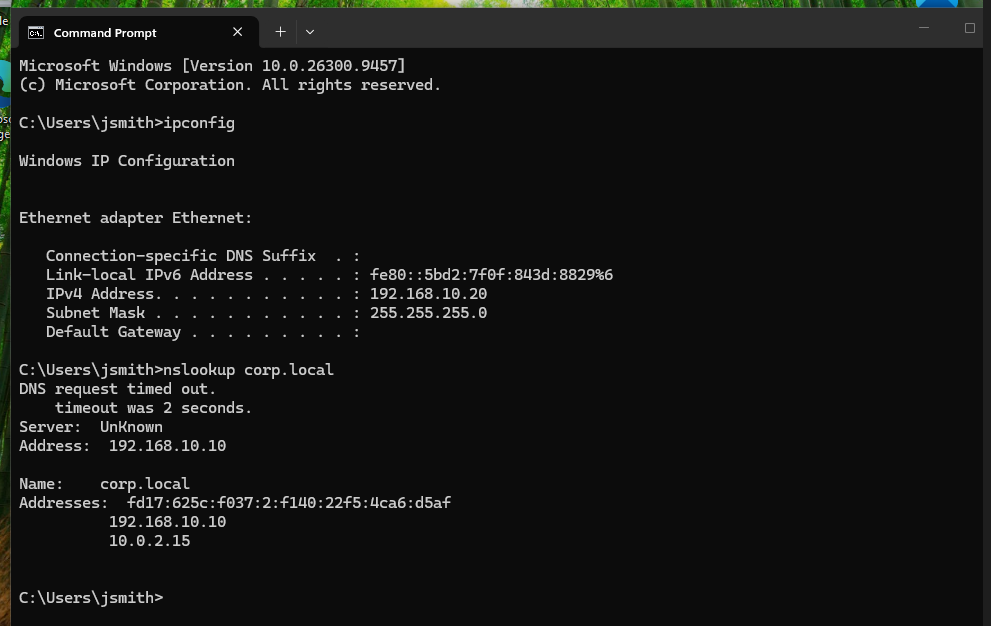 Command Prompt
Microsoft Windows [Version 10.0.26300.9457]
(c) Microsoft Corporation. All rights reserved.
C:\Users\jsmith>ipconfig
Windows IP Configuration
Ethernet adapter Ethernet:
   Connection-specific DNS Suffix  . :
   Link-local IPv6 Address . . . . . : fe80::5bd2:7f0f:843d:8829%6
   IPv4 Address. . . . . . . . . . . : 192.168.10.20
   Subnet Mask . . . . . . . . . . . : 255.255.255.0
   Default Gateway . . . . . . . . . :
C:\Users\jsmith>nslookup corp.local
DNS request timed out.
    timeout was 2 seconds.
Server:  UnKnown
Address:  192.168.10.10
Name:    corp.local
Addresses:  fd17:625c:f037:2:f140:22f5:4ca6:d5af
          192.168.10.10
          10.0.2.15
C:\Users\jsmith>